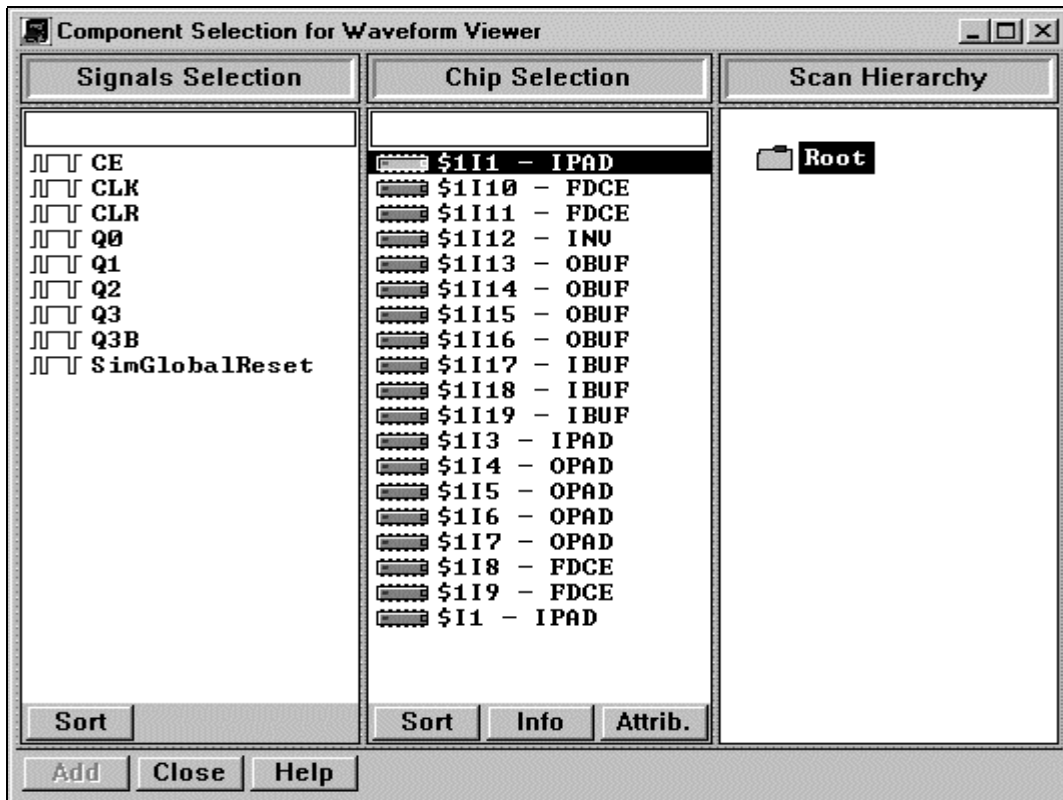 Component Selection for Waveform Viewer
Signals Selection
CE
CLK
CLR
Q0
Q1
Q2
Q3
Q3B
SimGlobalReset
Sort
Chip Selection
$1I1 - IPAD
$1I10 - FDCE
$1I11 - FDCE
$1I12 - INV
$1I13 - OBUF
$1I14 - OBUF
$1I15 - OBUF
$1I16 - OBUF
$1I17 - IBUF
$1I18 - IBUF
$1I19 - IBUF
$1I3 - IPAD
$1I4 - OPAD
$1I5 - OPAD
$1I6 - OPAD
$1I7 - OPAD
$1I8 - FDCE
$1I9 - FDCE
$I1 - IPAD
Sort Info Attrib.
Scan Hierarchy
Root
Add Close Help